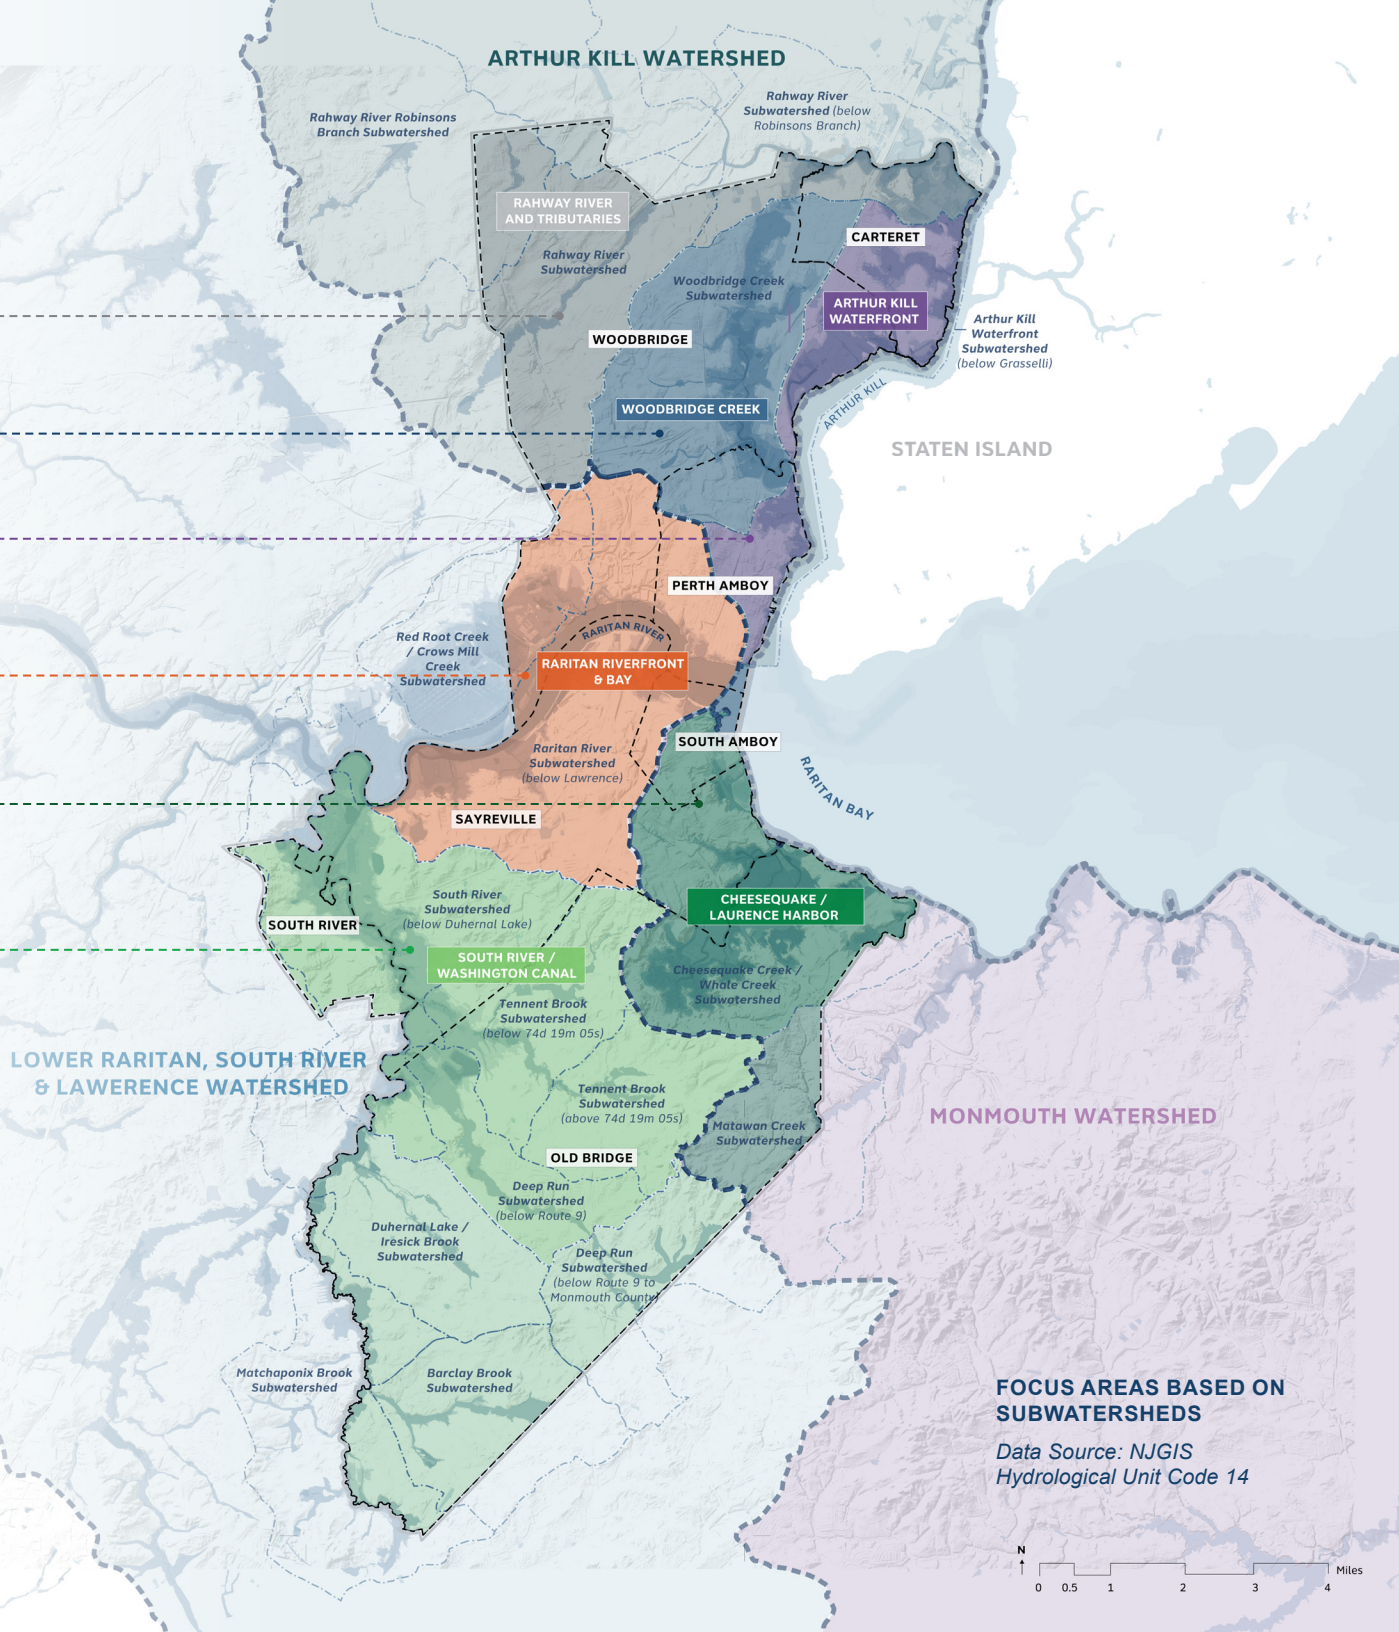 ARTHUR KILL WATERSHED
Rahway River
Subwatershed (below
Robinsons Branch)
Rahway River Robinsons
Branch Subwatershed
RAHWAY RIVER
AND TRIBUTARIES
CARTERET
Rahway River
Subwatershed
Woodbridge Creek
Subwatershed
ARTHUR KILL
WATERFRONT
Arthur Kill
Waterfront
Subwatershed
(below Grasselli)
WOODBRIDGE
ARTHUR KILL
WOODBRIDGE CREEK
STATEN ISLAND
PERTH AMBOY
RARITAN RIVER
Red Root Creek
/ Crows Mill
Creek
Subwatershed
RARITAN RIVERFRONT
& BAY
SOUTH AMBOY
Raritan River
Subwatershed
(below Lawrence)
RARITAN BAY
SAYREVILLE
South River
Subwatershed
(below Duhernal Lake)
CHEESEQUAKE /
LAURENCE HARBOR
SOUTH RIVER
SOUTH RIVER /
WASHINGTON CANAL
Cheesequake Creek /
Whale Creek
Subwatershed
Tennent Brook
Subwatershed
(below 74d 19m 05s)
LOWER RARITAN, SOUTH RIVER
& LAWERENCE WATERSHED
Tennent Brook
Subwatershed
(above 74d 19m 05s)
MONMOUTH WATERSHED
Matawan Creek
Subwatershed
OLD BRIDGE
Deep Run
Subwatershed
(below Route 9)
Duhernal Lake /
Iresick Brook
Subwatershed
Deep Run
Subwatershed
(below Route 9 to
Monmouth County)
Matchaponix Brook
Subwatershed
Barclay Brook
Subwatershed
FOCUS AREAS BASED ON
SUBWATERSHEDS
Data Source: NJGIS
Hydrological Unit Code 14
N
Miles
0 0.5 1 2 3 4